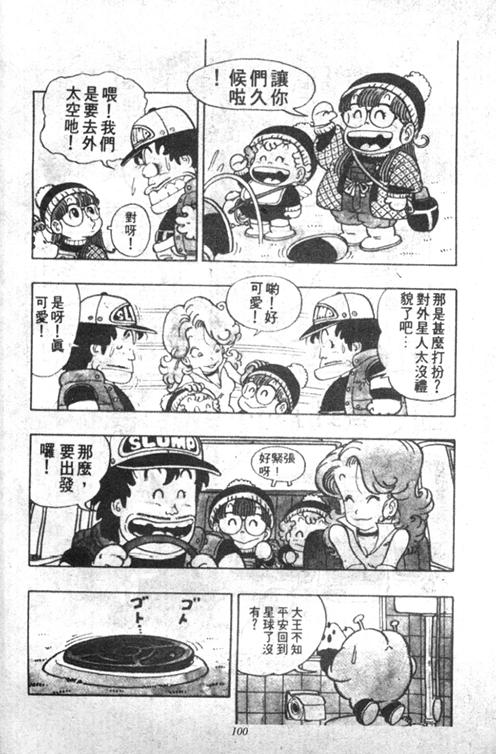 讓你
們久
候啦
！
喂！我們
是要去外
太空吔！
對呀！
SL
那是甚麼打扮？
對外星人太沒禮
貌了吧…
喲！好
可愛！
是呀！真
可愛！
SLUMP
好緊張
呀！
那麼，
要出發
囉！
大王不知
平安回到
星球了沒
有？
ゴト…
ゴト…
100